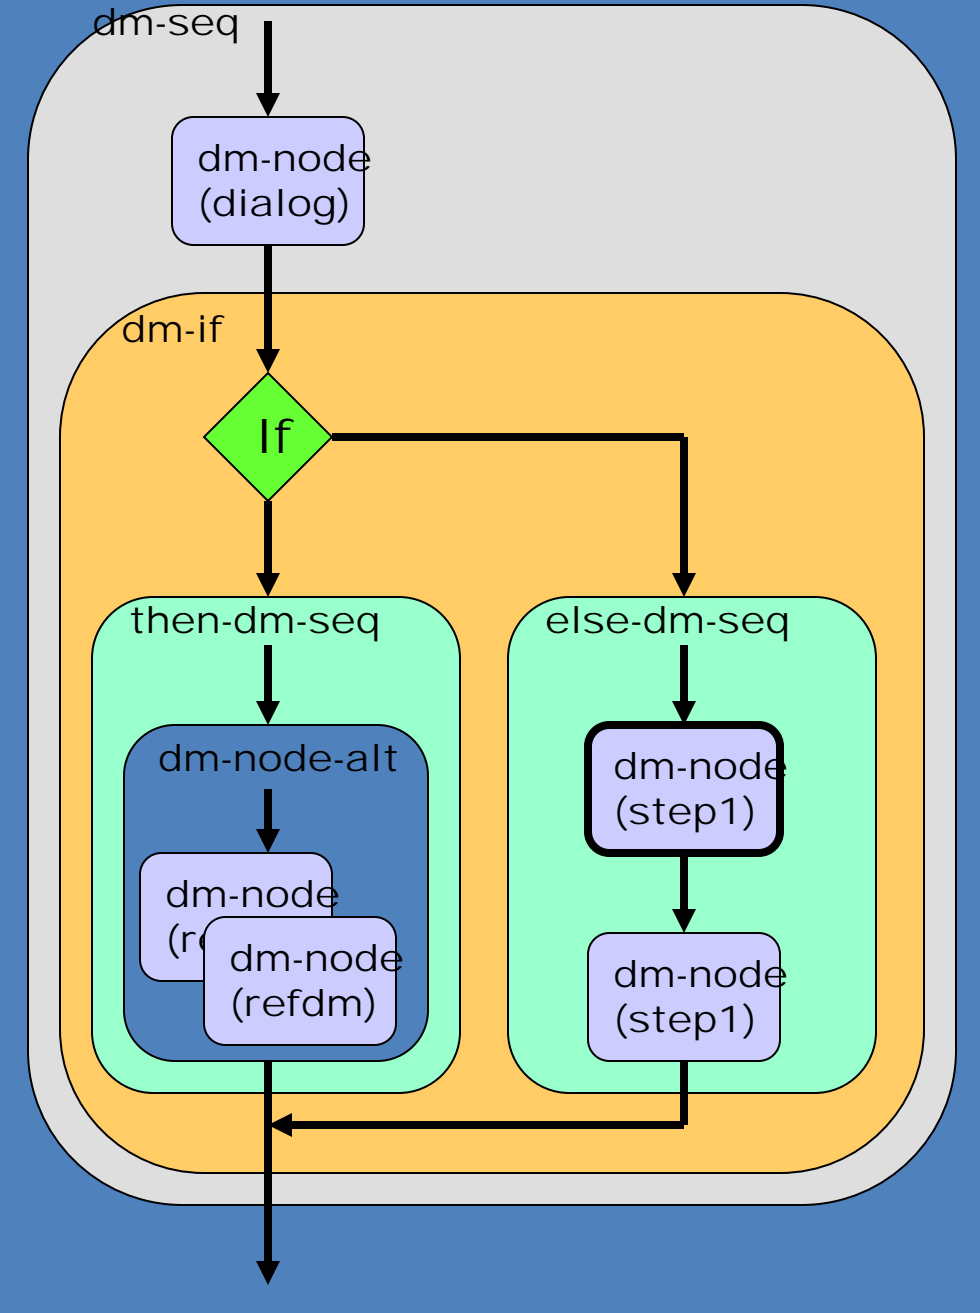 dm-seq
dm-node
(dialog)
dm-if
If
then-dm-seq
else-dm-seq
dm-node-alt
dm-node
(step1)
dm-node
dm-node
(refdm)
dm-node
(step1)